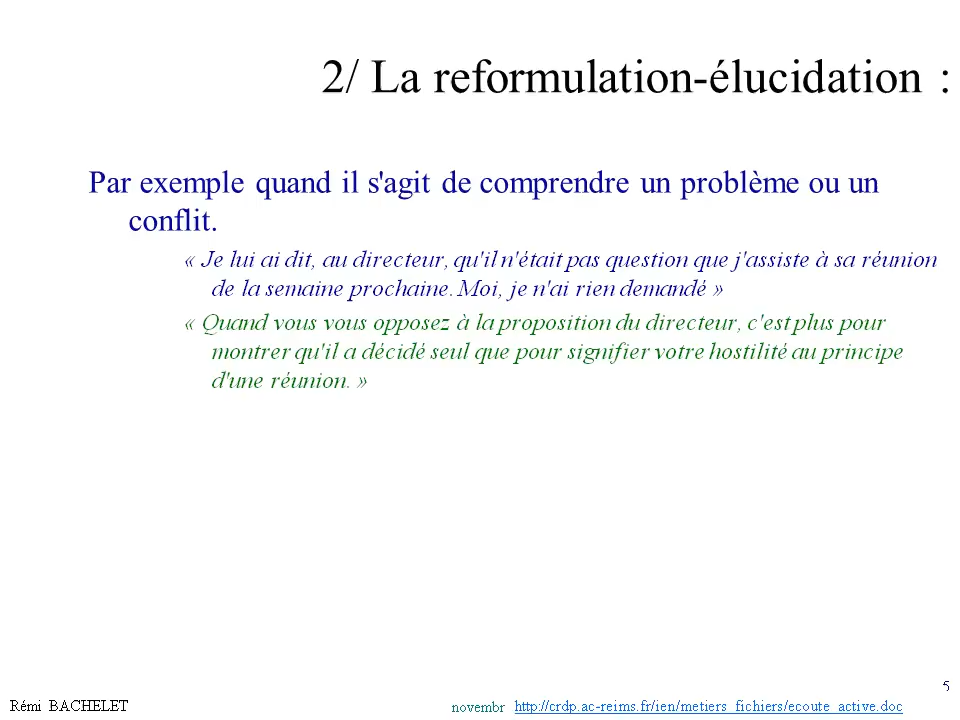 2/ La reformulation-élucidation :
Par exemple quand il s'agit de comprendre un problème ou un
conflit.
« Je lui ai dit, au directeur, qu'il n'était pas question que j'assiste à sa réunion
de la semaine prochaine. Moi, je n'ai rien demandé »
« Quand vous vous opposez à la proposition du directeur, c'est plus pour
montrer qu'il a décidé seul que pour signifier votre hostilité au principe
d'une réunion. »
5
Rémi BACHELET
novembr http://crdp.ac-reims.fr/ien/metiers_fichiers/ecoute_active.doc